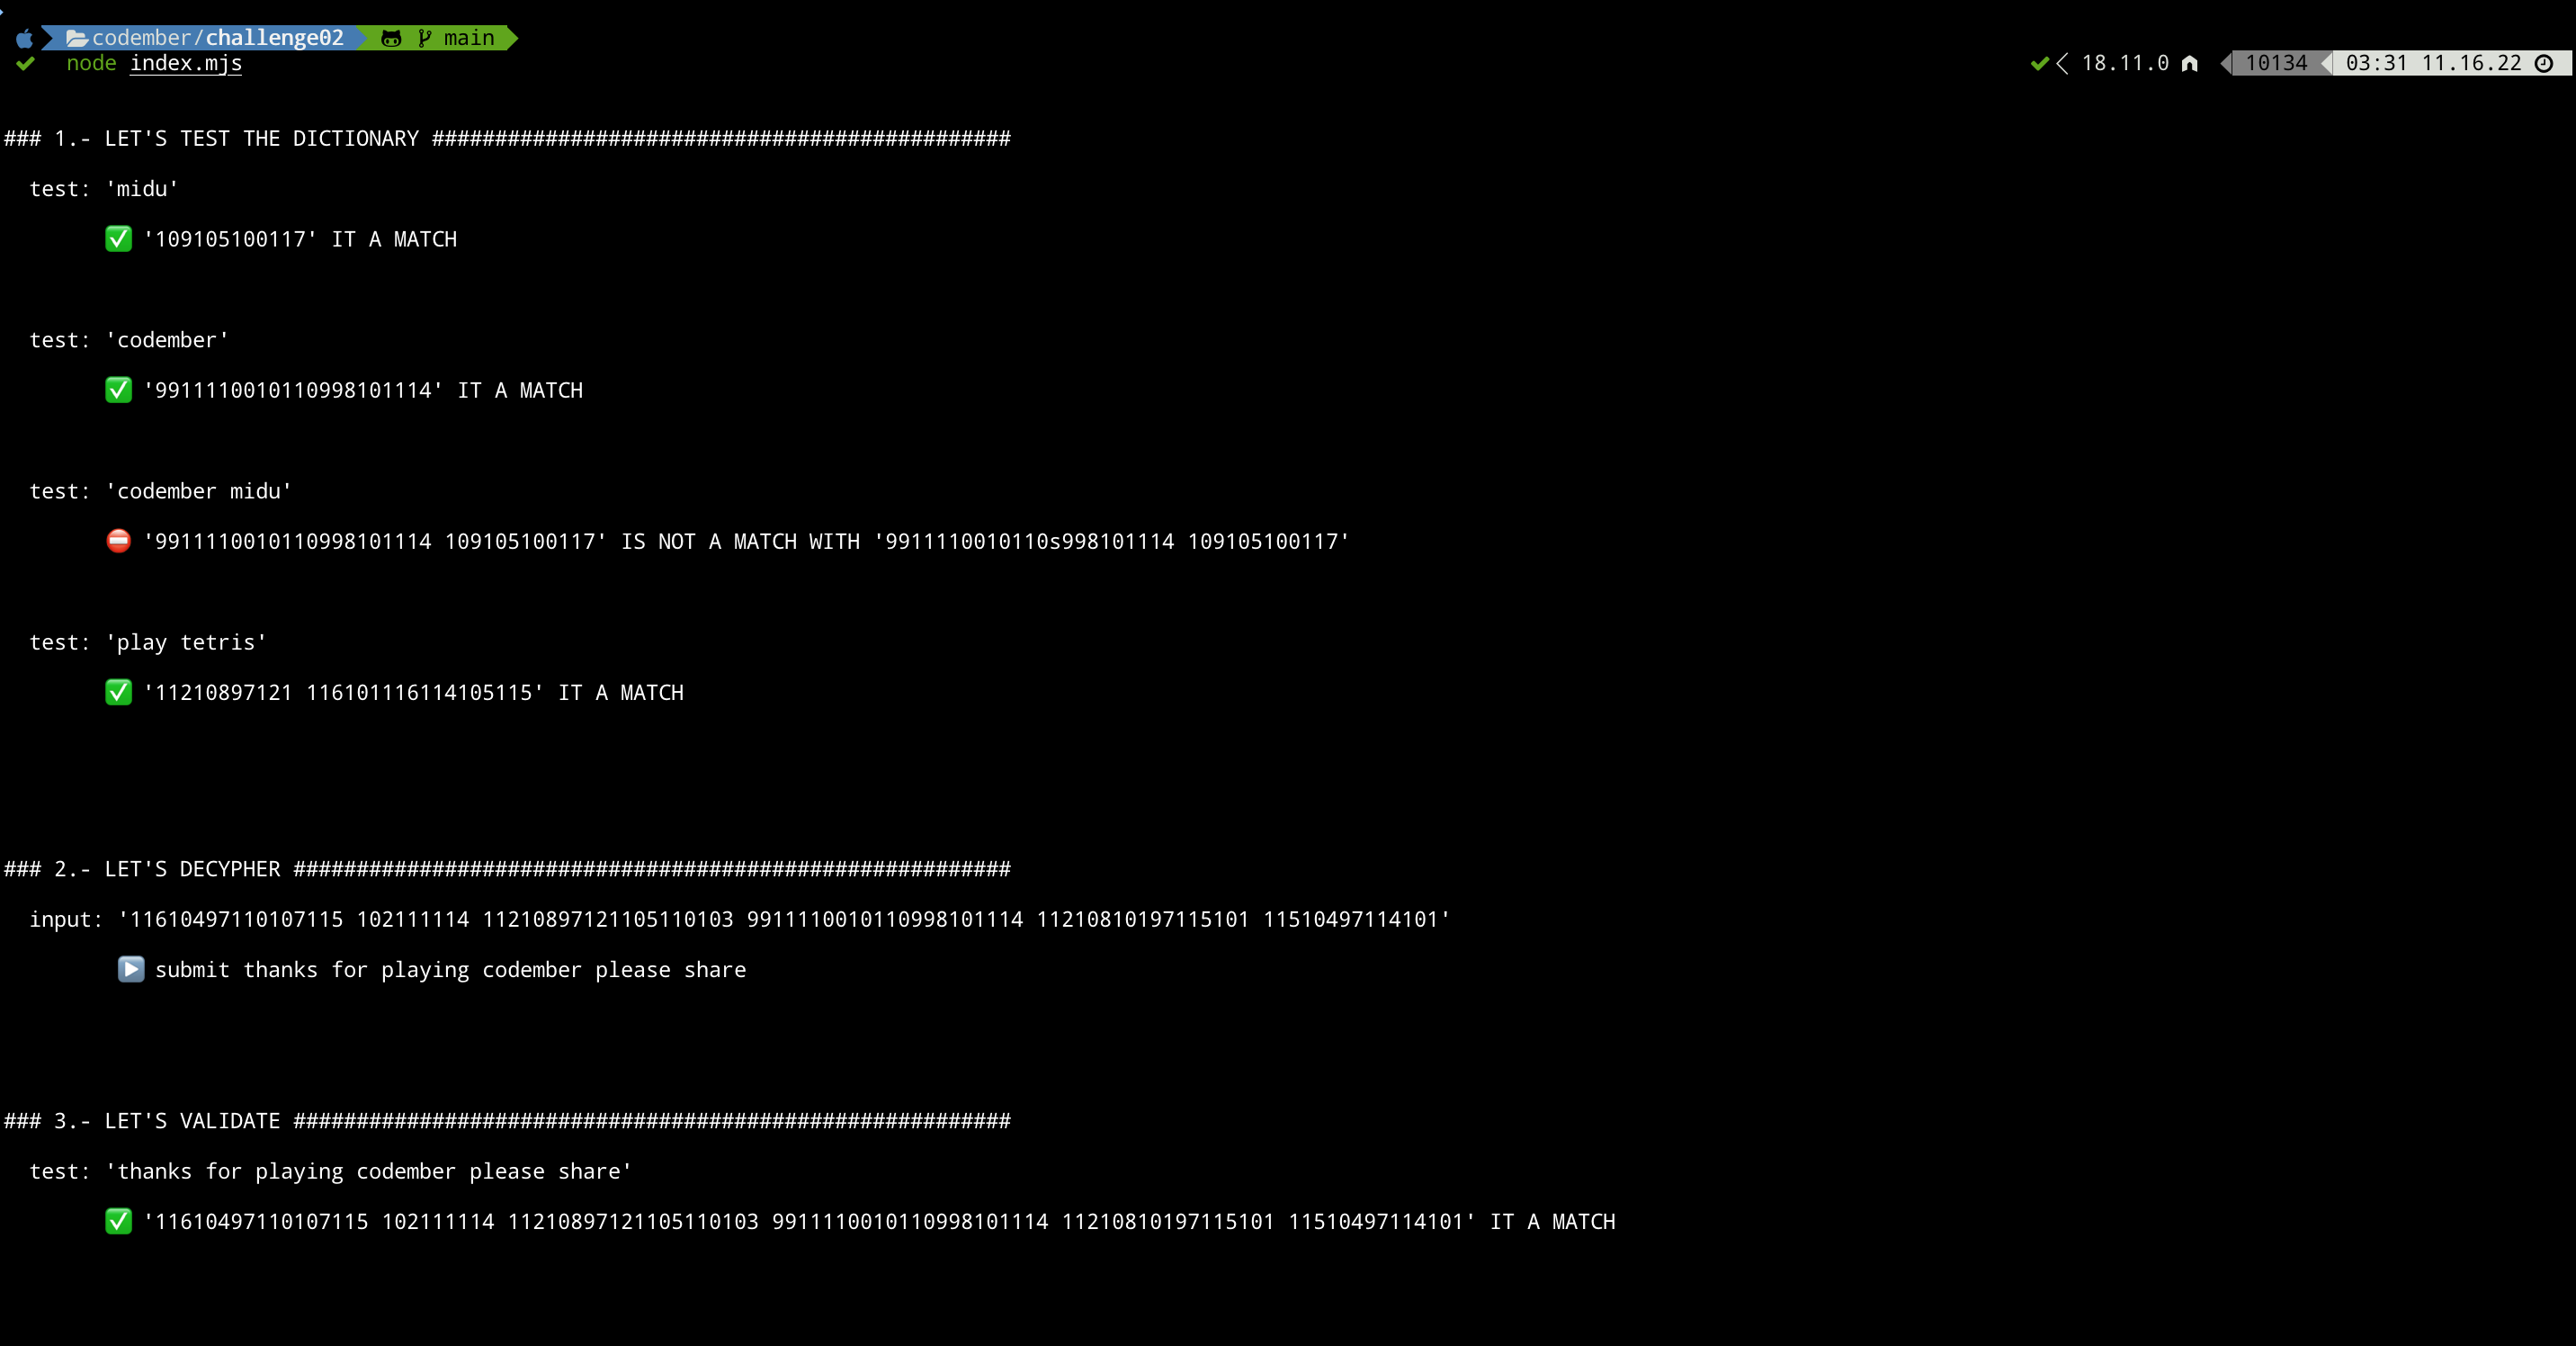 codember/challenge02 main
node index.mjs 18.11.0 10134 03:31 11.16.22
### 1.- LET'S TEST THE DICTIONARY ##############################################
test: 'midu'
✅ '109105100117' IT A MATCH
test: 'codember'
✅ '9911110010110998101114' IT A MATCH
test: 'codember midu'
⛔ '9911110010110998101114 109105100117' IS NOT A MATCH WITH '9911110010110s998101114 109105100117'
test: 'play tetris'
✅ '11210897121 116101116114105115' IT A MATCH
### 2.- LET'S DECYPHER #########################################################
input: '11610497110107115 102111114 11210897121105110103 9911110010110998101114 11210810197115101 11510497114101'
▶️ submit thanks for playing codember please share
### 3.- LET'S VALIDATE #########################################################
test: 'thanks for playing codember please share'
✅ '11610497110107115 102111114 11210897121105110103 9911110010110998101114 11210810197115101 11510497114101' IT A MATCH